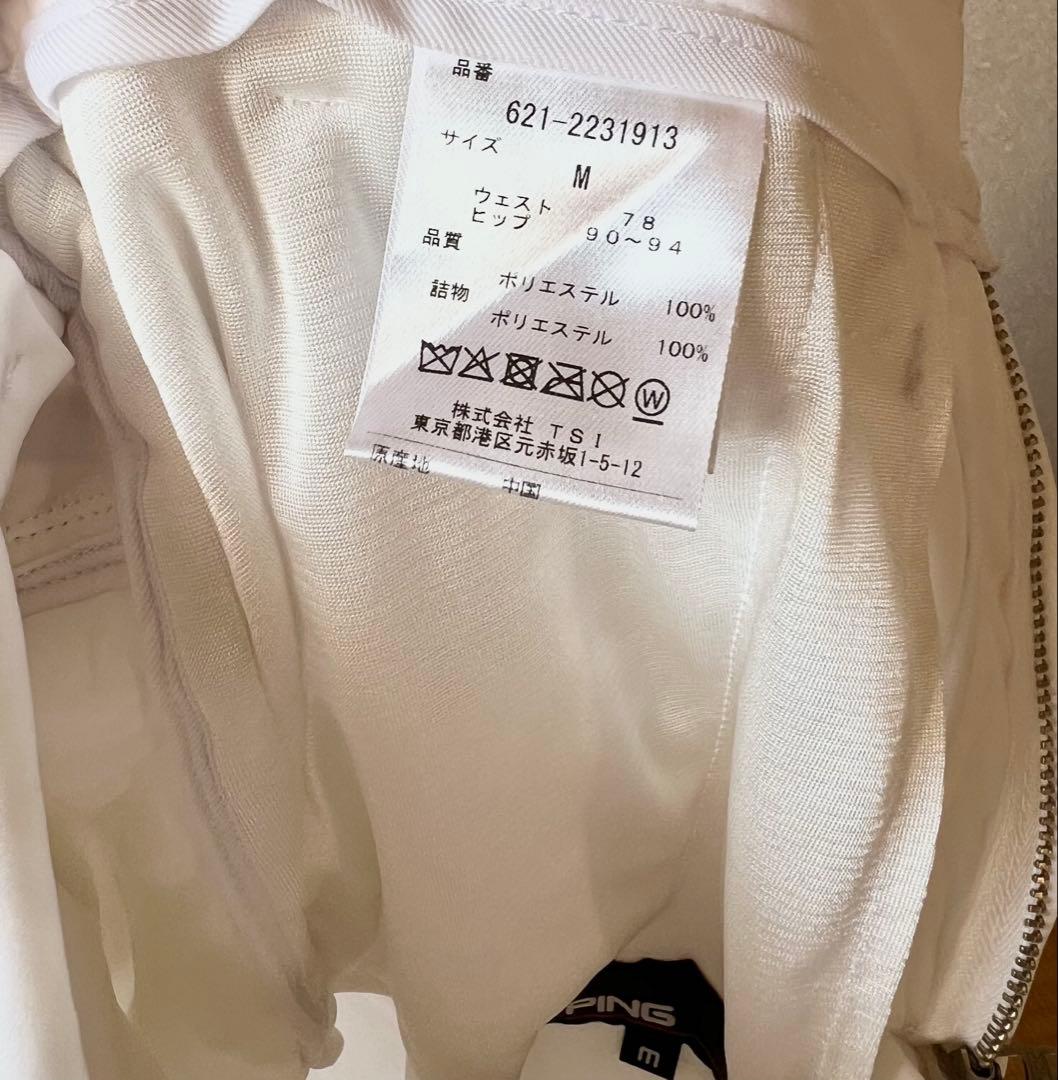 品番
621-2231913
サイズ
M
ウェスト 78
ヒップ 90～94
品質
ポリエステル 100%
詰物
ポリエステル 100%
W
株式会社 TSI
東京都港区元赤坂1-5-12
原産地 中国
PING
m